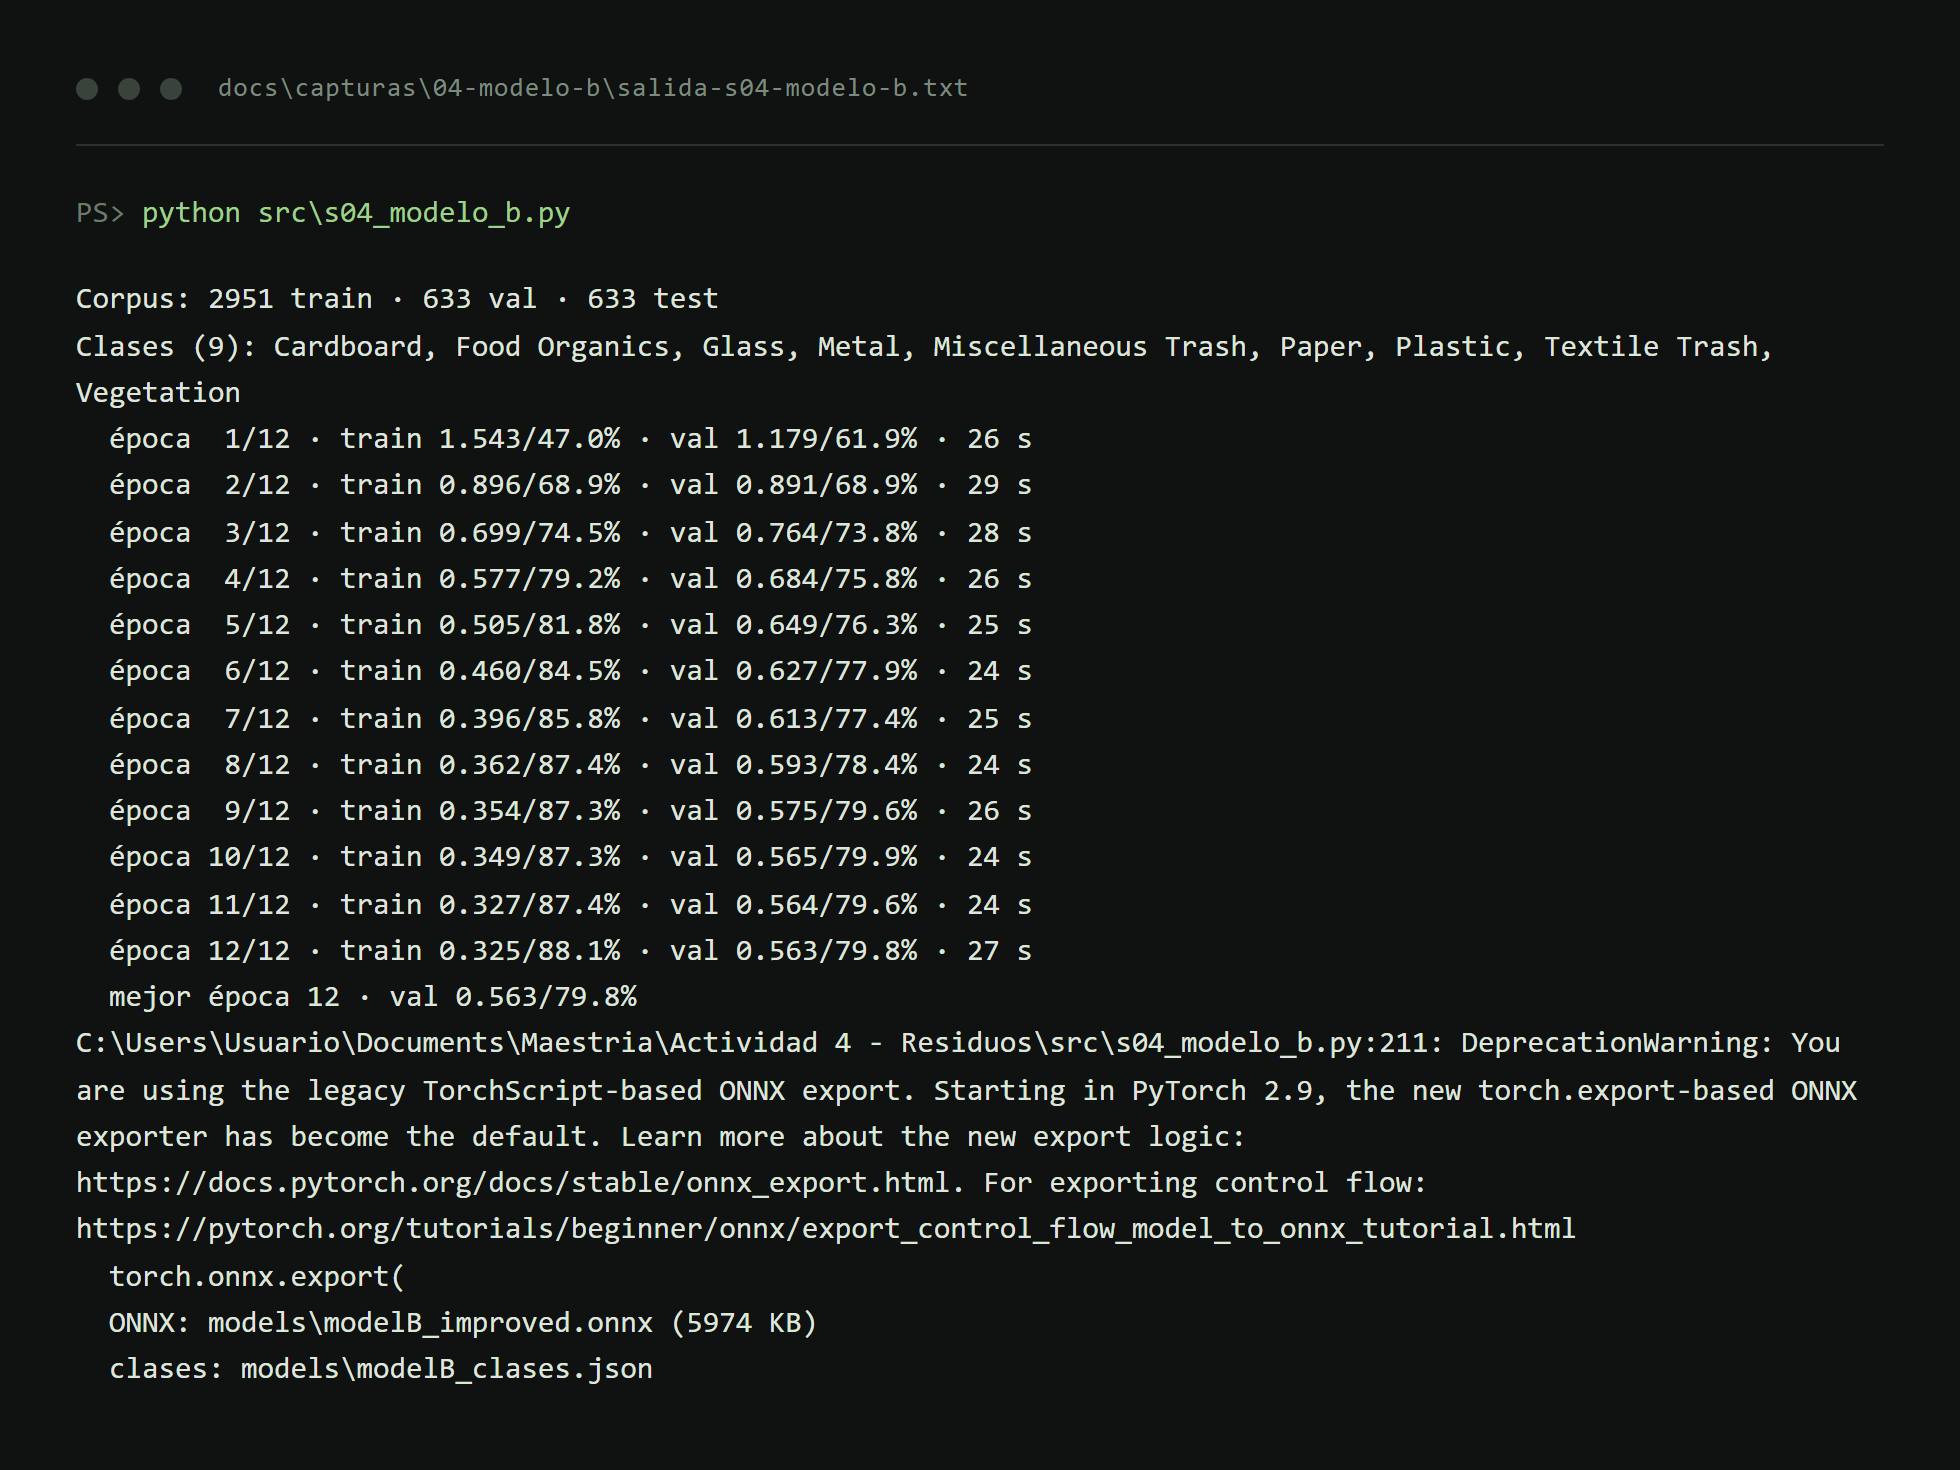 docs\capturas\04-modelo-b\salida-s04-modelo-b.txt
PS> python src\s04_modelo_b.py
Corpus: 2951 train · 633 val · 633 test
Clases (9): Cardboard, Food Organics, Glass, Metal, Miscellaneous Trash, Paper, Plastic, Textile Trash,
Vegetation
  época  1/12 · train 1.543/47.0% · val 1.179/61.9% · 26 s
  época  2/12 · train 0.896/68.9% · val 0.891/68.9% · 29 s
  época  3/12 · train 0.699/74.5% · val 0.764/73.8% · 28 s
  época  4/12 · train 0.577/79.2% · val 0.684/75.8% · 26 s
  época  5/12 · train 0.505/81.8% · val 0.649/76.3% · 25 s
  época  6/12 · train 0.460/84.5% · val 0.627/77.9% · 24 s
  época  7/12 · train 0.396/85.8% · val 0.613/77.4% · 25 s
  época  8/12 · train 0.362/87.4% · val 0.593/78.4% · 24 s
  época  9/12 · train 0.354/87.3% · val 0.575/79.6% · 26 s
  época 10/12 · train 0.349/87.3% · val 0.565/79.9% · 24 s
  época 11/12 · train 0.327/87.4% · val 0.564/79.6% · 24 s
  época 12/12 · train 0.325/88.1% · val 0.563/79.8% · 27 s
  mejor época 12 · val 0.563/79.8%
C:\Users\Usuario\Documents\Maestria\Actividad 4 - Residuos\src\s04_modelo_b.py:211: DeprecationWarning: You
are using the legacy TorchScript-based ONNX export. Starting in PyTorch 2.9, the new torch.export-based ONNX
exporter has become the default. Learn more about the new export logic:
https://docs.pytorch.org/docs/stable/onnx_export.html. For exporting control flow:
https://pytorch.org/tutorials/beginner/onnx/export_control_flow_model_to_onnx_tutorial.html
  torch.onnx.export(
  ONNX: models\modelB_improved.onnx (5974 KB)
  clases: models\modelB_clases.json